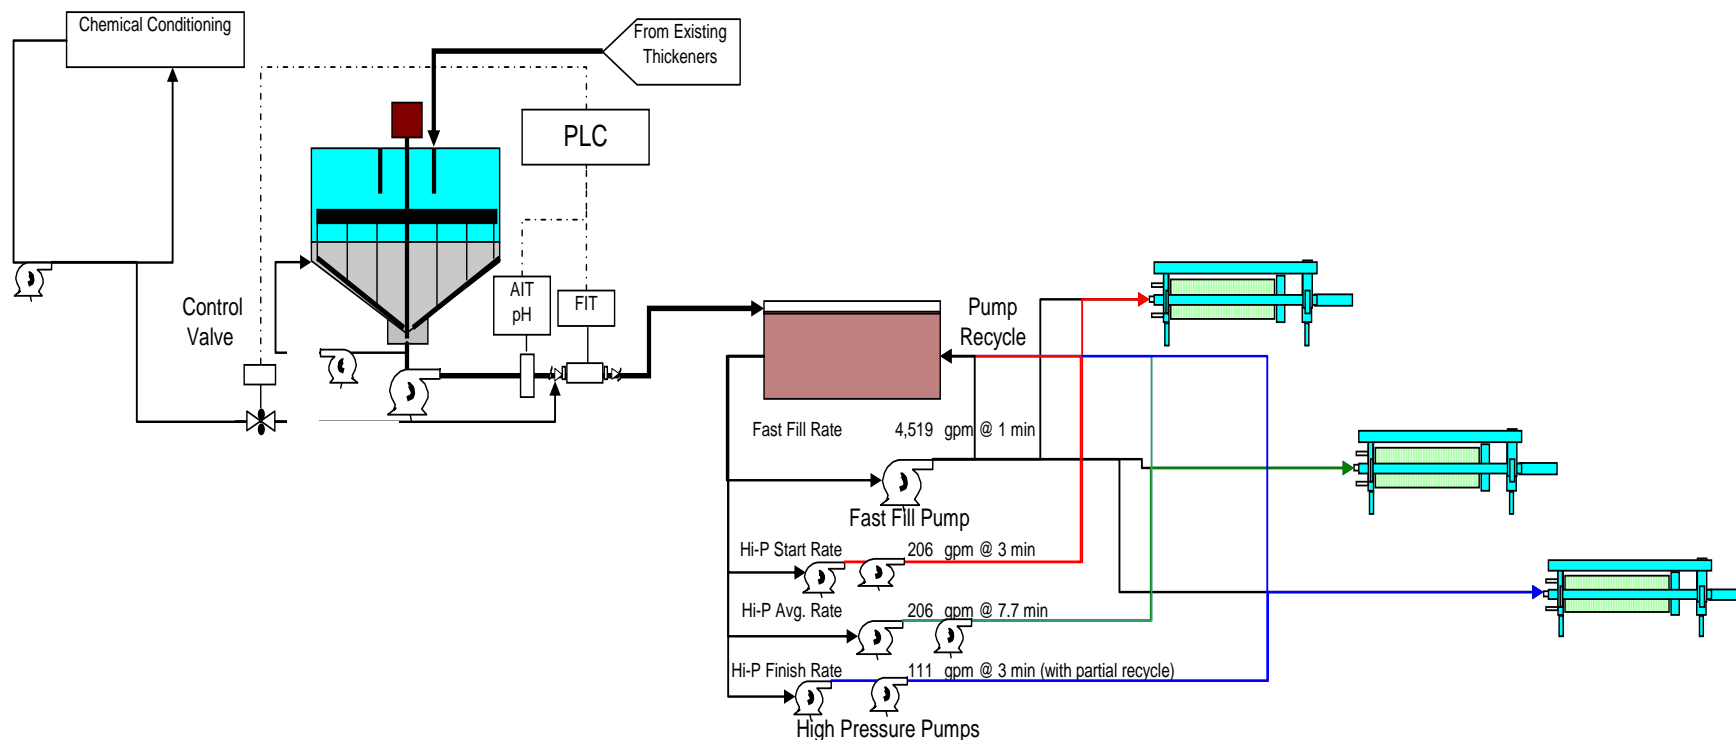 Chemical Conditioning
From Existing
Thickeners
PLC
AIT
pH
FIT
Control
Valve
Pump
Recycle
Fast Fill Rate 4,519 gpm @ 1 min
Fast Fill Pump
Hi-P Start Rate 206 gpm @ 3 min
Hi-P Avg. Rate 206 gpm @ 7.7 min
Hi-P Finish Rate 111 gpm @ 3 min (with partial recycle)
High Pressure Pumps